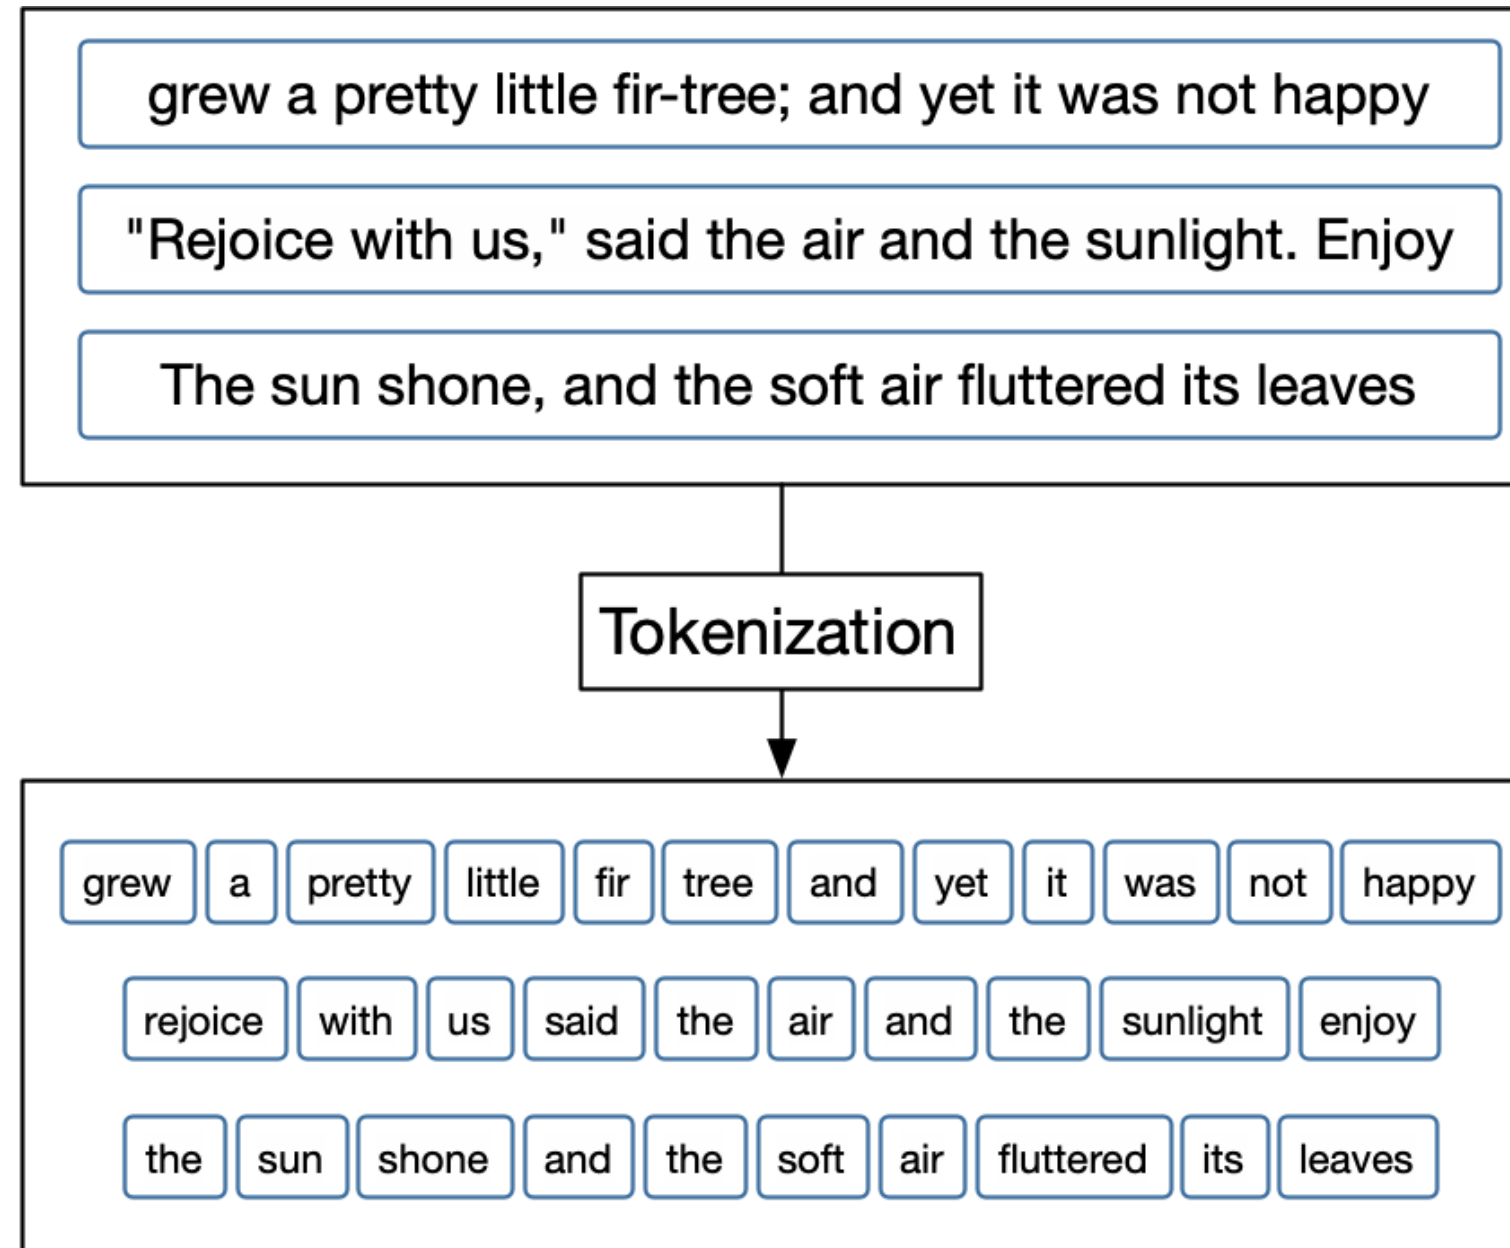 grew a pretty little fir-tree; and yet it was not happy
"Rejoice with us," said the air and the sunlight. Enjoy
The sun shone, and the soft air fluttered its leaves
Tokenization
grew a pretty little fir tree and yet it was not happy
rejoice with us said the air and the sunlight enjoy
the sun shone and the soft air fluttered its leaves